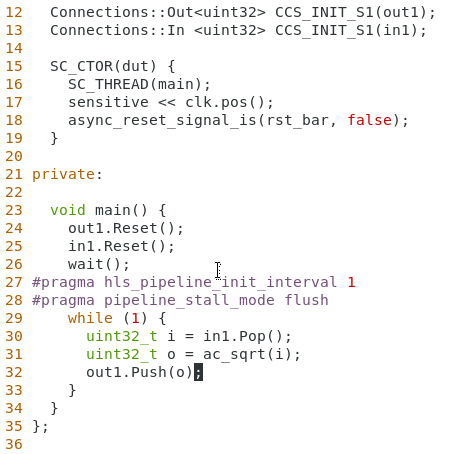 12   Connections::Out<uint32> CCS_INIT_S1(out1);
13   Connections::In <uint32> CCS_INIT_S1(in1);
14
15   SC_CTOR(dut) {
16     SC_THREAD(main);
17     sensitive << clk.pos();
18     async_reset_signal_is(rst_bar, false);
19   }
20
21 private:
22
23   void main() {
24     out1.Reset();
25     in1.Reset();
26     wait();
27 #pragma hls_pipeline_init_interval 1
28 #pragma pipeline_stall_mode flush
29     while (1) {
30       uint32_t i = in1.Pop();
31       uint32_t o = ac_sqrt(i);
32       out1.Push(o);
33     }
34   }
35 };
36